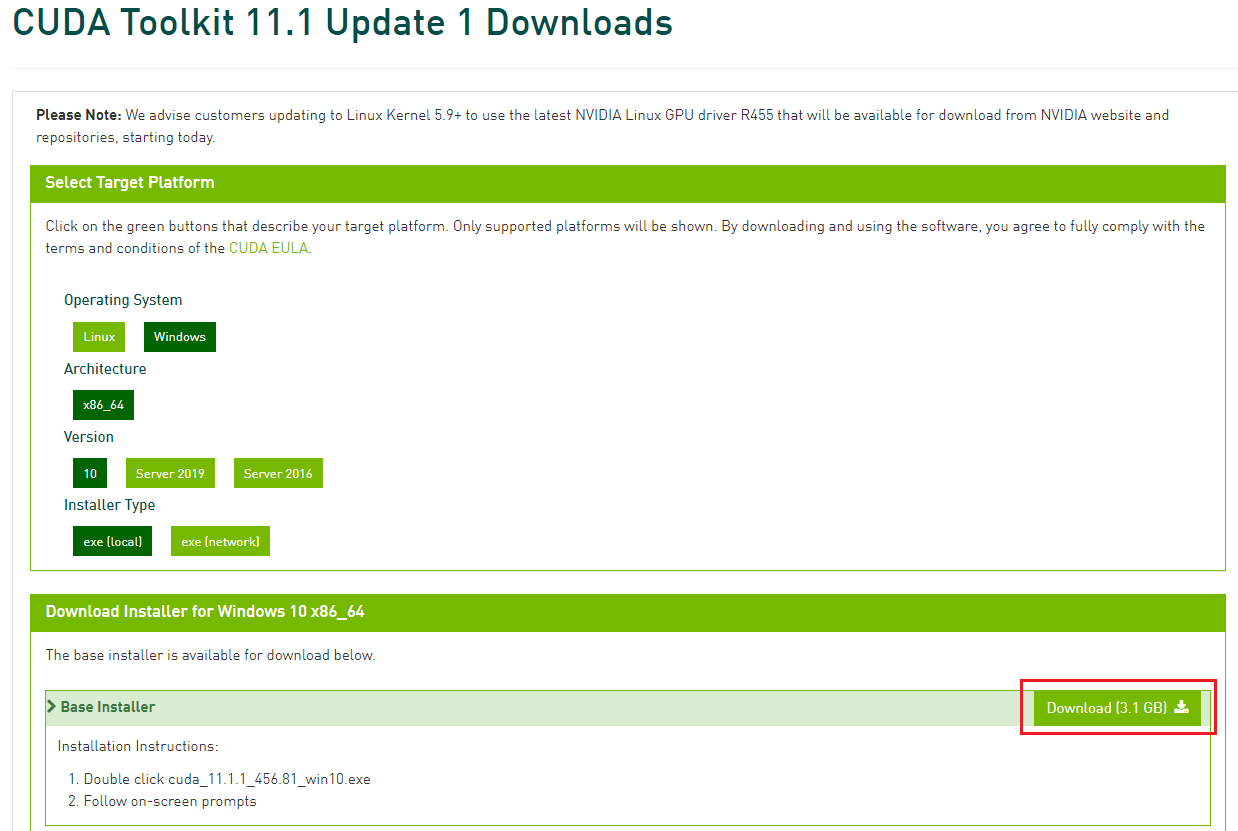 CUDA Toolkit 11.1 Update 1 Downloads
Please Note: We advise customers updating to Linux Kernel 5.9+ to use the latest NVIDIA Linux GPU driver R455 that will be available for download from NVIDIA website and
repositories, starting today.
Select Target Platform
Click on the green buttons that describe your target platform. Only supported platforms will be shown. By downloading and using the software, you agree to fully comply with the
terms and conditions of the CUDA EULA.
Operating System
Linux Windows
Architecture
x86_64
Version
10 Server 2019 Server 2016
Installer Type
exe (local) exe (network)
Download Installer for Windows 10 x86_64
The base installer is available for download below.
Base Installer Download (3.1 GB)
Installation Instructions:
1. Double click cuda_11.1.1_456.81_win10.exe
2. Follow on-screen prompts